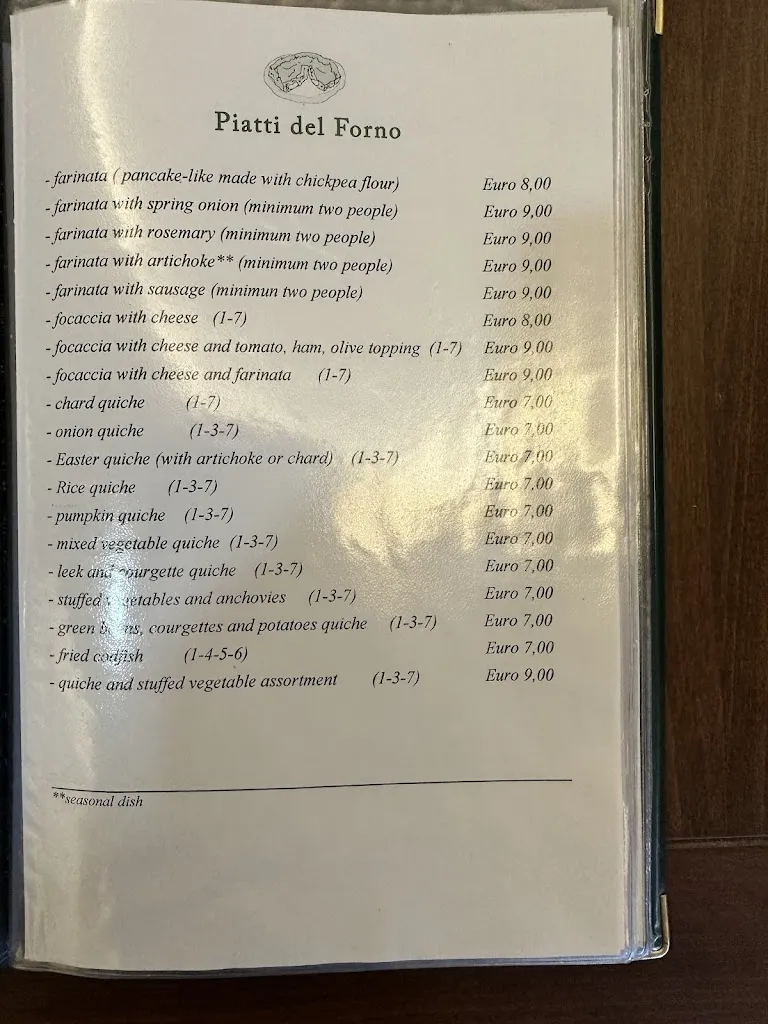 Piatti del Forno
- farinata ( pancake-like made with chickpea flour) Euro 8,00
- farinata with spring onion (minimum two people) Euro 9,00
- farinata with rosemary (minimum two people) Euro 9,00
- farinata with artichoke** (minimum two people) Euro 9,00
- farinata with sausage (minimun two people) Euro 9,00
- focaccia with cheese (1-7) Euro 8,00
- focaccia with cheese and tomato, ham, olive topping (1-7) Euro 9,00
- focaccia with cheese and farinata (1-7) Euro 9,00
- chard quiche (1-7) Euro 7,00
- onion quiche (1-3-7) Euro 7,00
- Easter quiche (with artichoke or chard) (1-3-7) Euro 7,00
- Rice quiche (1-3-7) Euro 7,00
- pumpkin quiche (1-3-7) Euro 7,00
- mixed vegetable quiche (1-3-7) Euro 7,00
- leek and courgette quiche (1-3-7) Euro 7,00
- stuffed vegetables and anchovies (1-3-7) Euro 7,00
- green beans, courgettes and potatoes quiche (1-3-7) Euro 7,00
- fried codfish (1-4-5-6) Euro 7,00
- quiche and stuffed vegetable assortment (1-3-7) Euro 9,00
**seasonal dish